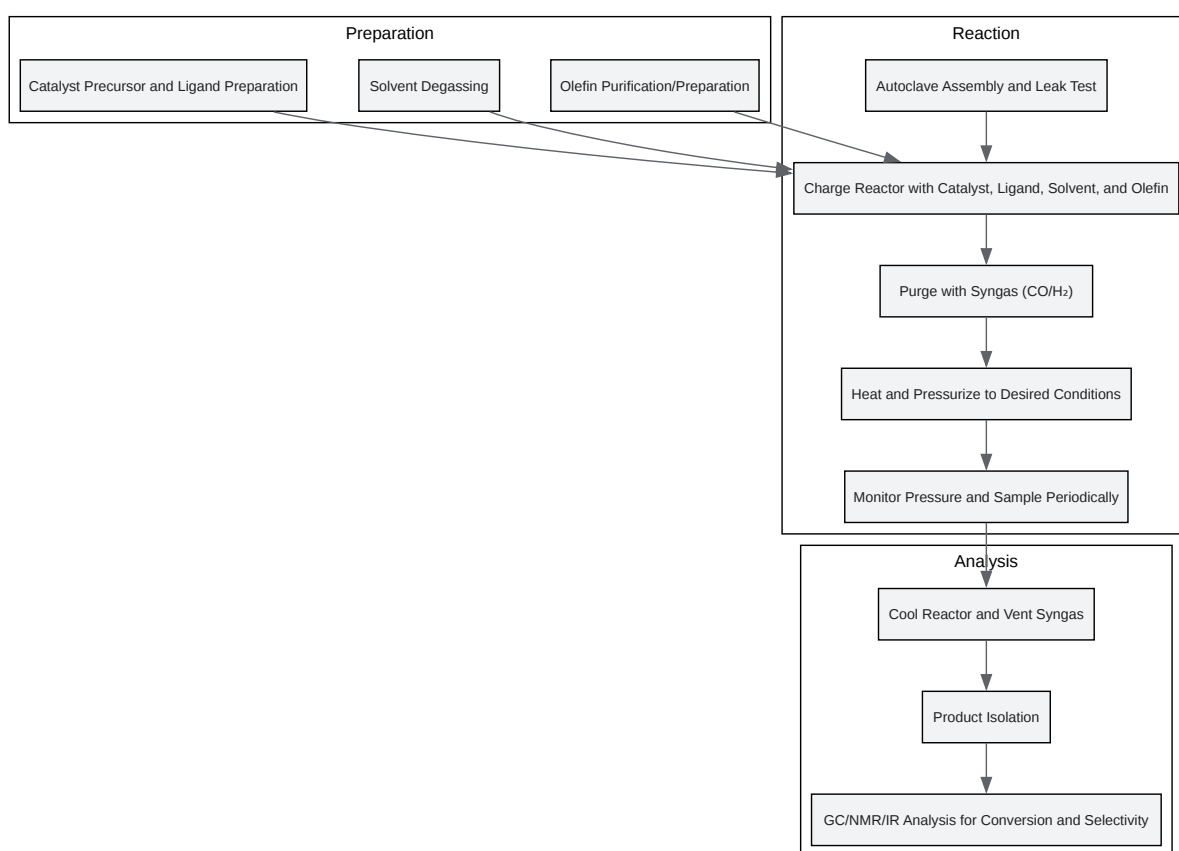 Preparation
Catalyst Precursor and Ligand Preparation
Solvent Degassing
Olefin Purification/Preparation
Reaction
Autoclave Assembly and Leak Test
Charge Reactor with Catalyst, Ligand, Solvent, and Olefin
Purge with Syngas (CO/H₂)
Heat and Pressurize to Desired Conditions
Monitor Pressure and Sample Periodically
Analysis
Cool Reactor and Vent Syngas
Product Isolation
GC/NMR/IR Analysis for Conversion and Selectivity